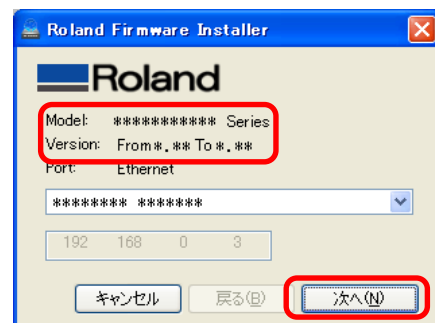 Roland Firmware Installer
Roland
Model: *********** Series
Version: From *. ** To *. **
Port: Ethernet
******** *******
192 168 0 3
キャンセル 戻る(B) 次へ(N)